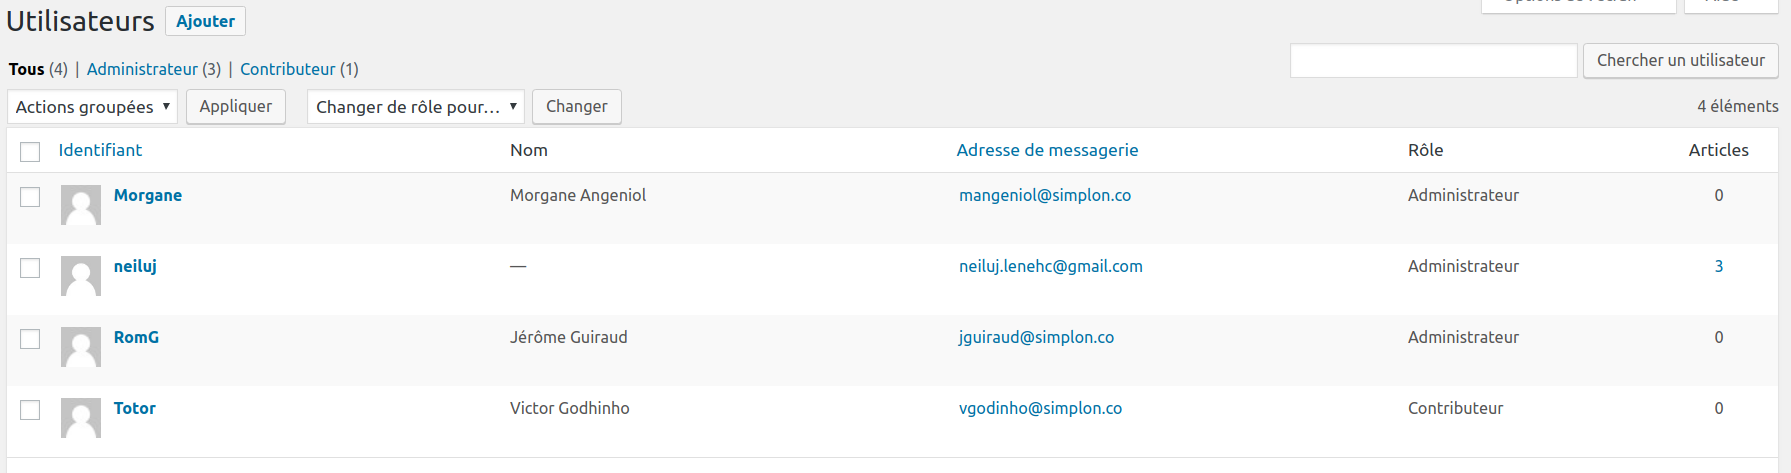 Utilisateurs Ajouter
Tous (4) | Administrateur (3) | Contributeur (1)
Chercher un utilisateur
Actions groupées Appliquer Changer de rôle pour… Changer 4 éléments
Identifiant Nom Adresse de messagerie Rôle Articles
Morgane Morgane Angeniol mangeniol@simplon.co Administrateur 0
neiluj — neiluj.lenehc@gmail.com Administrateur 3
RomG Jérôme Guiraud jguiraud@simplon.co Administrateur 0
Totor Victor Godhinho vgodinho@simplon.co Contributeur 0